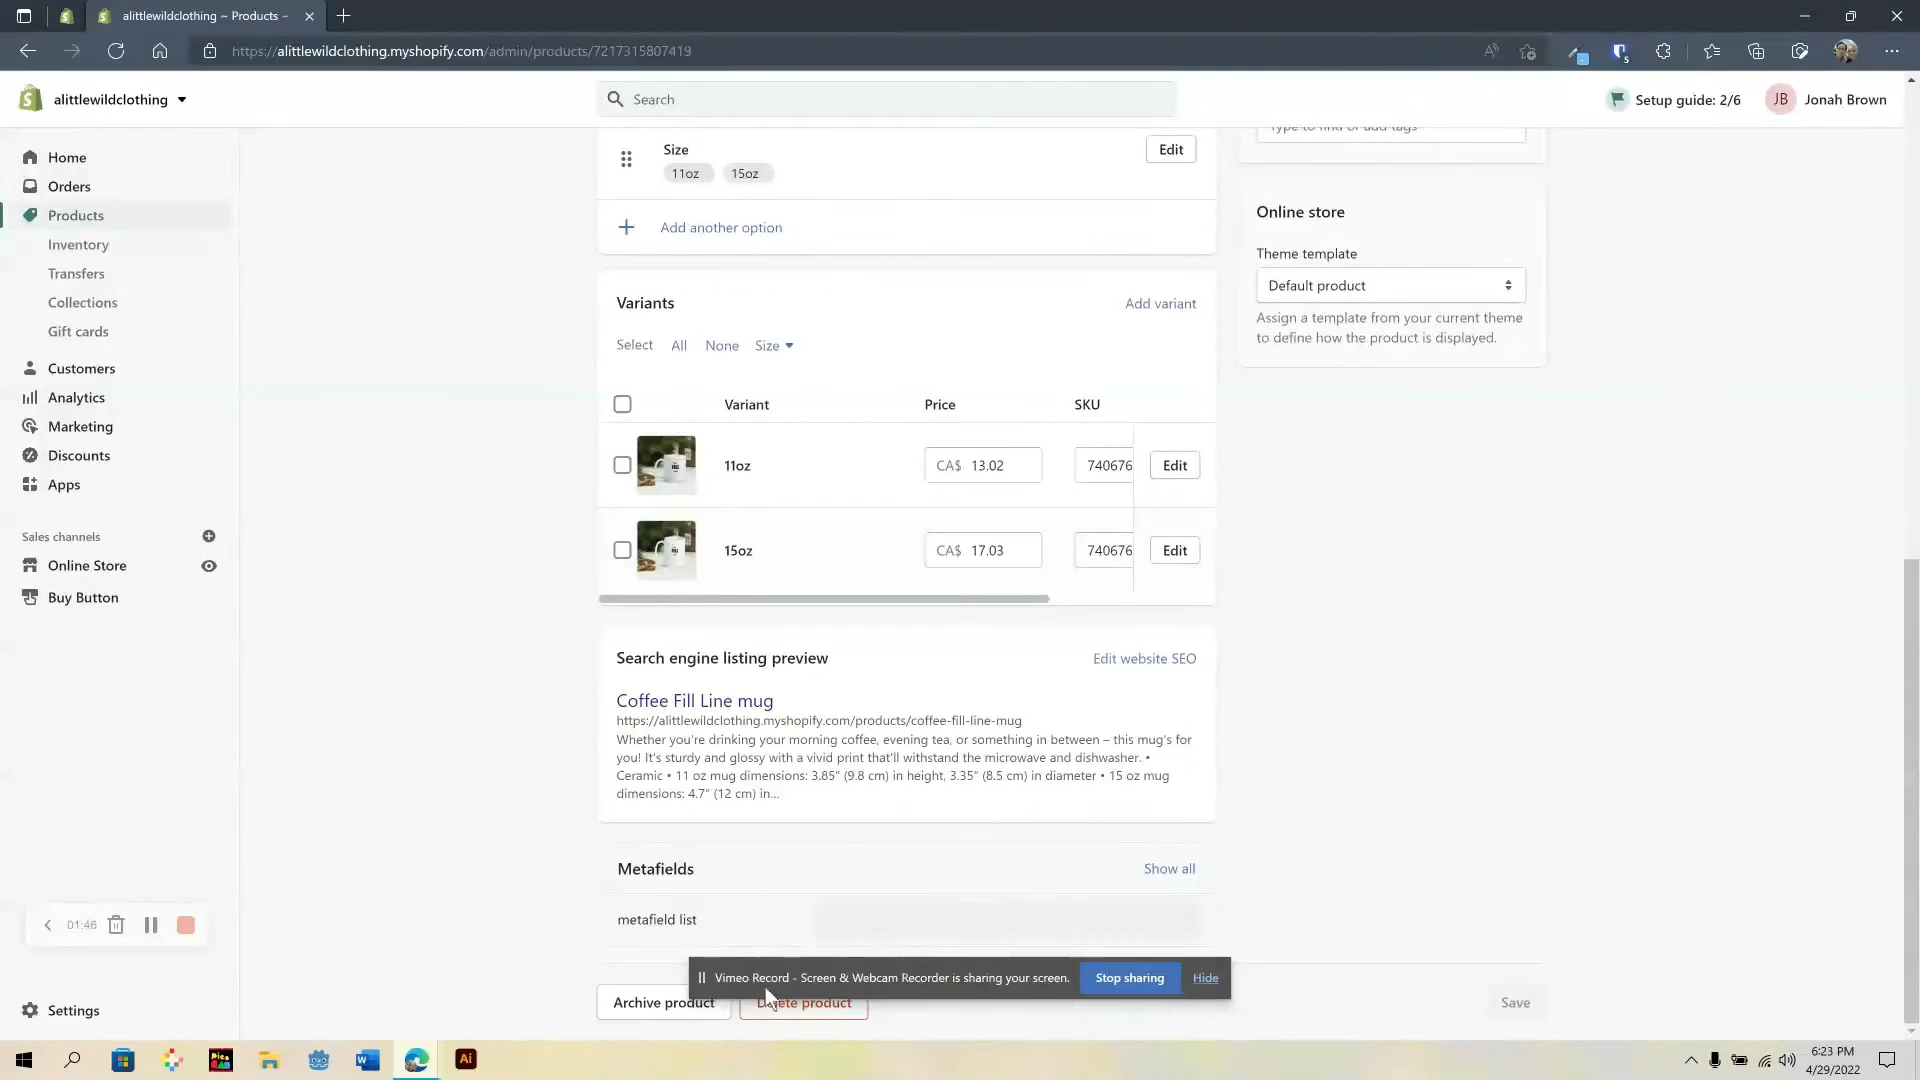 alittlewildclothing ~ Products ~
https://alittlewildclothing.myshopify.com/admin/products/7217315807419
5
alittlewildclothing
Search
Setup guide: 2/6
JB
Jonah Brown
Home
Orders
Products
Inventory
Transfers
Collections
Gift cards
Customers
Analytics
Marketing
Discounts
Apps
Sales channels
Online Store
Buy Button
01:46
Settings
Size
11oz 15oz
Edit
Add another option
Variants
Add variant
Select All None Size
Variant Price SKU
11oz CA$ 13.02 740676 Edit
15oz CA$ 17.03 740676 Edit
Search engine listing preview
Edit website SEO
Coffee Fill Line mug
https://alittlewildclothing.myshopify.com/products/coffee-fill-line-mug
Whether you're drinking your morning coffee, evening tea, or something in between – this mug's for
you! It's sturdy and glossy with a vivid print that'll withstand the microwave and dishwasher. •
Ceramic • 11 oz mug dimensions: 3.85″ (9.8 cm) in height, 3.35″ (8.5 cm) in diameter • 15 oz mug
dimensions: 4.7″ (12 cm) in...
Metafields
Show all
metafield list
Vimeo Record - Screen & Webcam Recorder is sharing your screen.
Stop sharing
Hide
Archive product
Delete product
Save
Type to find or add tags
Online store
Theme template
Default product
Assign a template from your current theme
to define how the product is displayed.
W
Ai
6:23 PM
4/29/2022